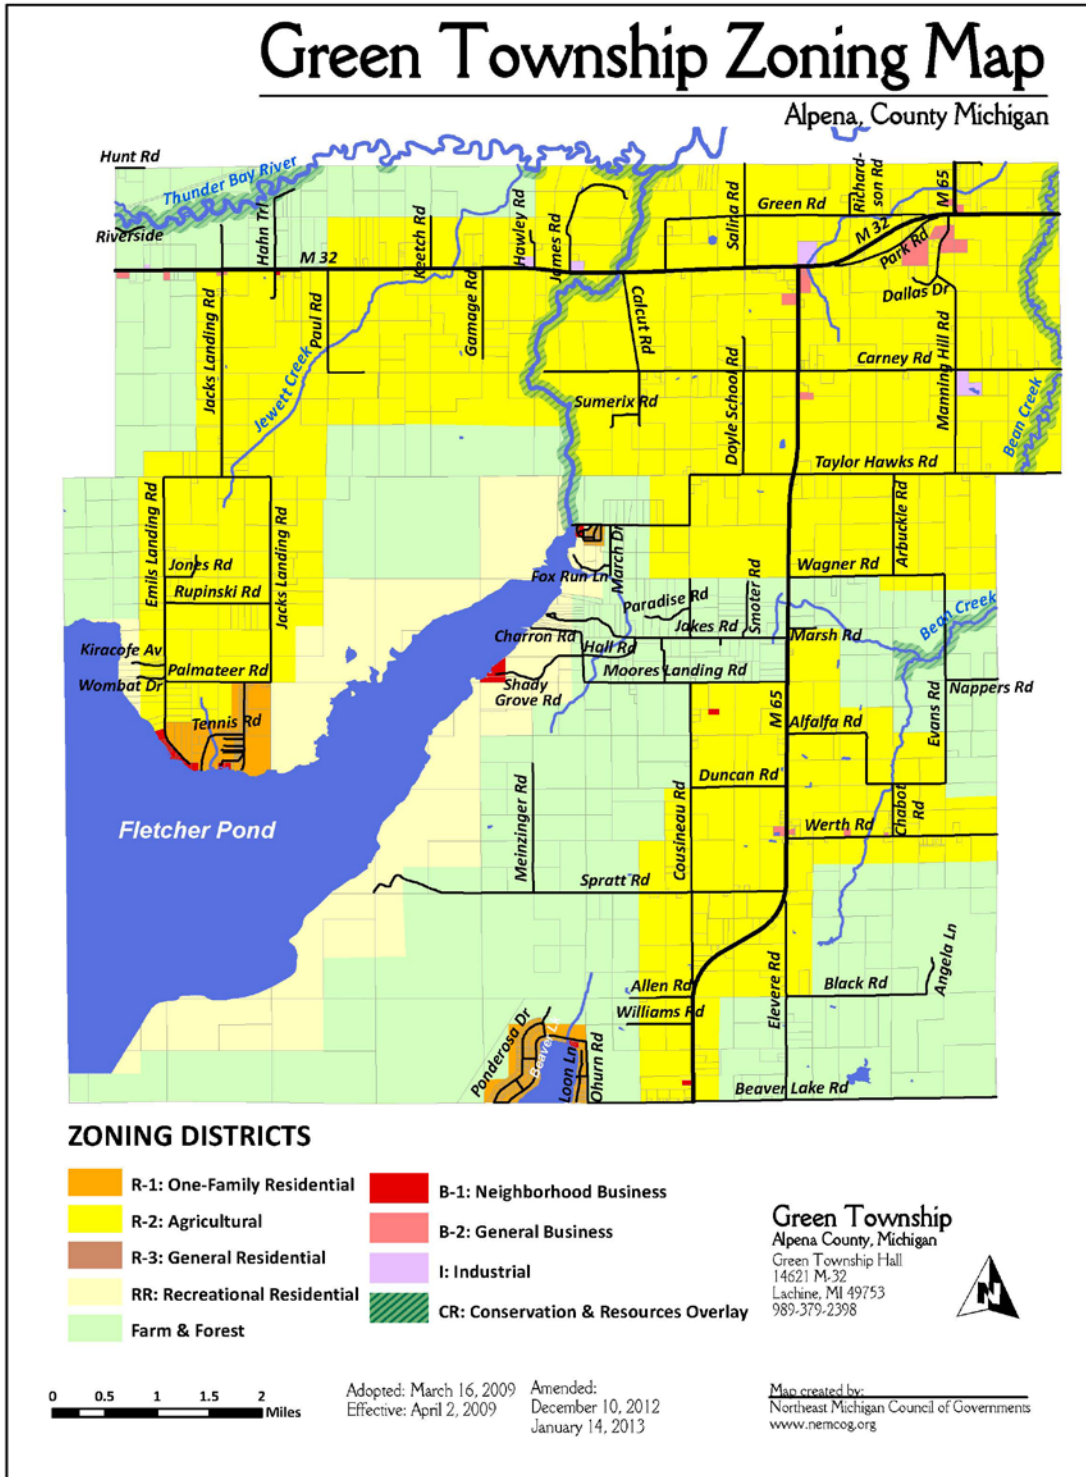 Green Township Zoning Map
Alpena, County Michigan
Hunt Rd
Thunder Bay River
Riverside
Hahn Trl
M 32
Keetch Rd
Hawley Rd
James Rd
Salina Rd
Green Rd
Richard-
son Rd
M 65
M 32
Park Rd
Dallas Dr
Jacks Landing Rd
Paul Rd
Jewett Creek
Gamage Rd
Calcut Rd
Sumerix Rd
Doyle School Rd
Carney Rd
Manning Hill Rd
Bean Creek
Taylor Hawks Rd
Emils Landing Rd
Jones Rd
Rupinski Rd
Jacks Landing Rd
Kiracofe Av
Palmateer Rd
Wombat Dr
Tennis Rd
Fox Run Ln
March Dr
Paradise Rd
Smoter Rd
Wagner Rd
Arbuckle Rd
Charron Rd
Hall Rd
Jakes Rd
Marsh Rd
Bean Creek
Moores Landing Rd
Shady
Grove Rd
M 65
Alfalfa Rd
Evans Rd
Nappers Rd
Fletcher Pond
Meinzinger Rd
Cousineau Rd
Duncan Rd
Werth Rd
Chabot
Rd
Spratt Rd
Allen Rd
Williams Rd
Elevere Rd
Black Rd
Angela Ln
Ponderosa Dr
Loon Ln
Ohurn Rd
Beaver Lake Rd
ZONING DISTRICTS
R-1: One-Family Residential
R-2: Agricultural
R-3: General Residential
RR: Recreational Residential
Farm & Forest
B-1: Neighborhood Business
B-2: General Business
I: Industrial
CR: Conservation & Resources Overlay
Green Township
Alpena County, Michigan
Green Township Hall
14621 M-32
Lachine, MI 49753
989-379-2398
N
0 0.5 1 1.5 2
Miles
Adopted: March 16, 2009
Effective: April 2, 2009
Amended:
December 10, 2012
January 14, 2013
Map created by:
Northeast Michigan Council of Governments
www.nemcog.org